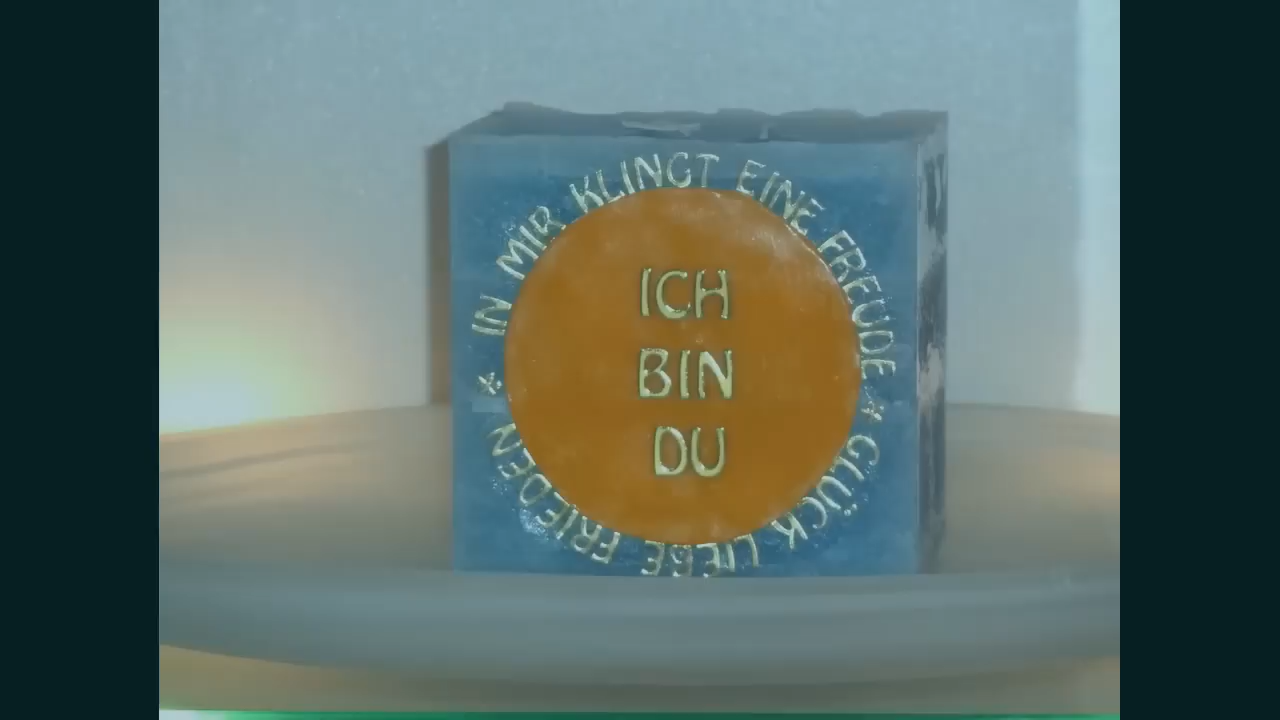 IN MIR KLINGT EINE FREUDE * GLÜCK LIEBE FRIEDEN *
ICH
BIN
DU